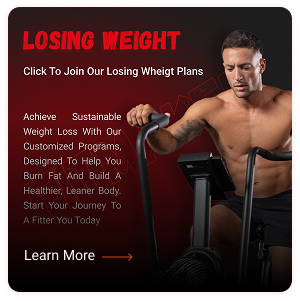 LOSING WEIGHT
Click To Join Our Losing Wheigt Plans
Achieve Sustainable
Weight Loss With Our
Customized Programs,
Designed To Help You
Burn Fat And Build A
Healthier, Leaner Body.
Start Your Journey To
A Fitter You Today
Learn More